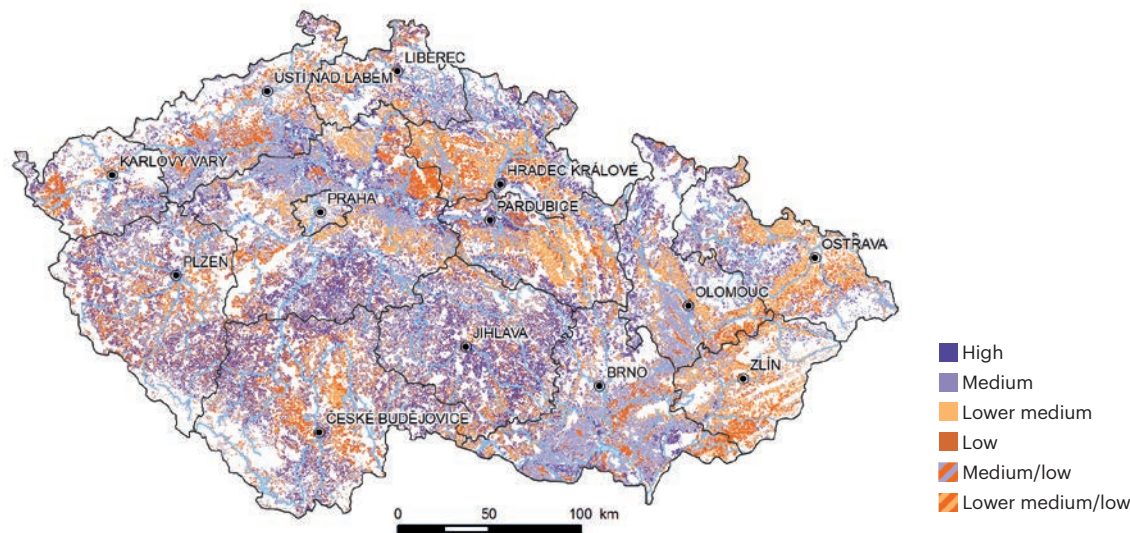 LIBEREC
ÚSTÍ NAD LABEM
KARLOVY VARY
HRADEC KRÁLOVÉ
PRAHA
PARDUBICE
OSTRAVA
PLZEŇ
OLOMOUC
JIHLAVA
BRNO
ZLÍN
ČESKÉ BUDĚJOVICE
High
Medium
Lower medium
Low
Medium/low
Lower medium/low
0 50 100 km